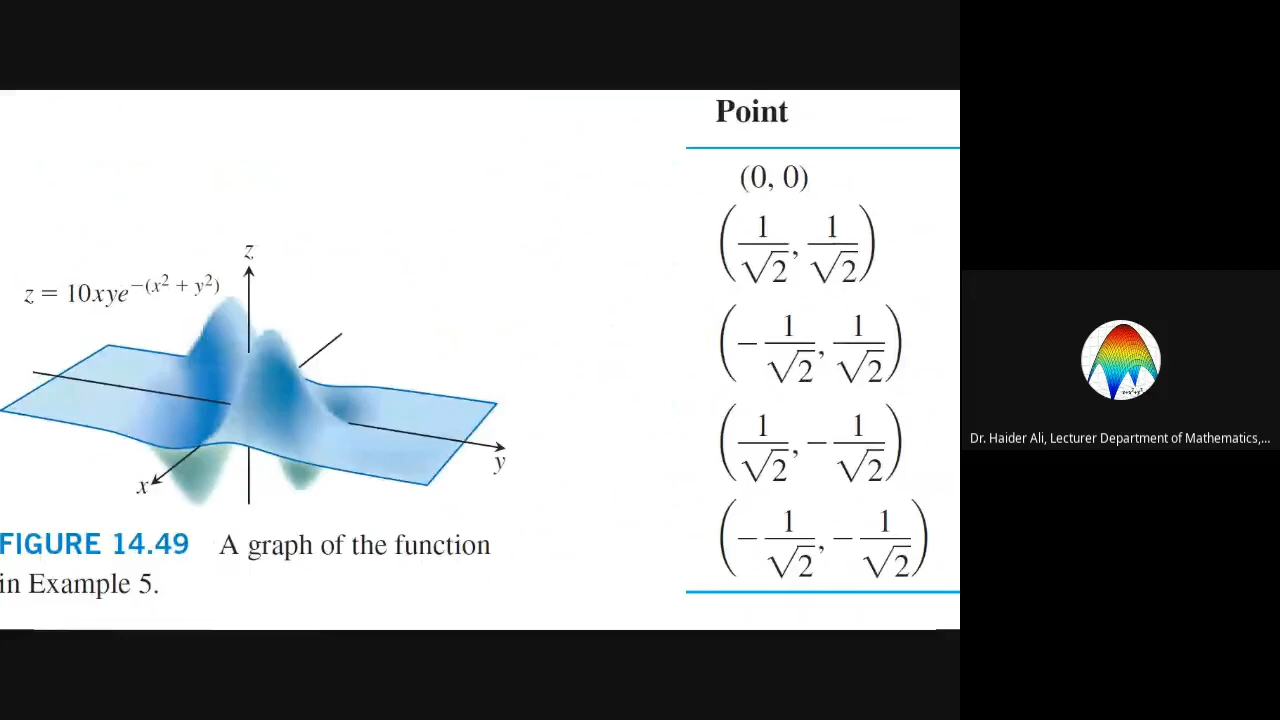 Point
(0, 0)
(1/√2, 1/√2)
(−1/√2, 1/√2)
(1/√2, −1/√2)
(−1/√2, −1/√2)
z
z = 10xye^−(x² + y²)
y
x
FIGURE 14.49 A graph of the function
in Example 5.
Dr. Haider Ali, Lecturer Department of Mathematics,...